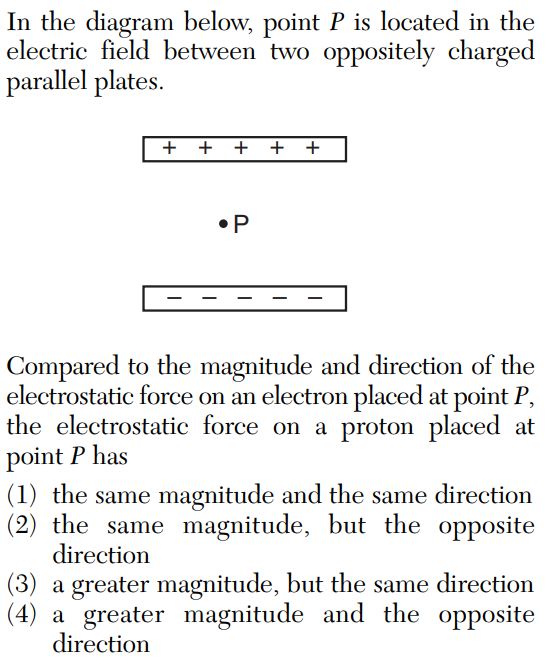 In the diagram below, point P is located in the
electric field between two oppositely charged
parallel plates.
+ + + + +
•P
– – – – –
Compared to the magnitude and direction of the
electrostatic force on an electron placed at point P,
the electrostatic force on a proton placed at
point P has
(1) the same magnitude and the same direction
(2) the same magnitude, but the opposite
direction
(3) a greater magnitude, but the same direction
(4) a greater magnitude and the opposite
direction